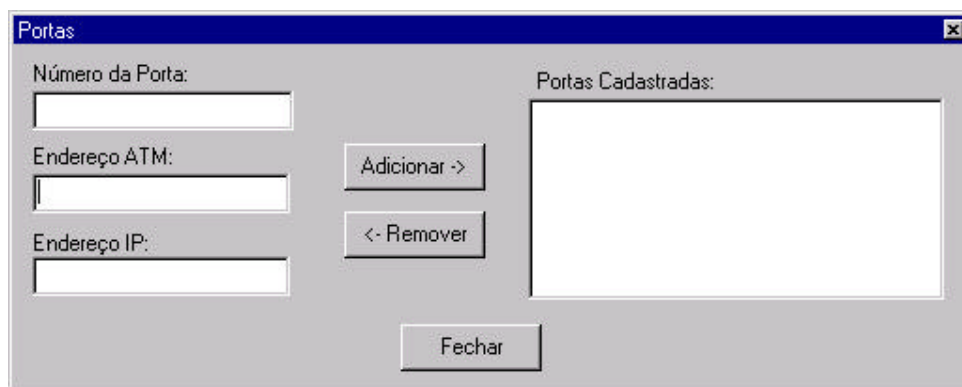 Portas
Número da Porta:
Portas Cadastradas:
Endereço ATM:
Adicionar ->
<- Remover
Endereço IP:
Fechar